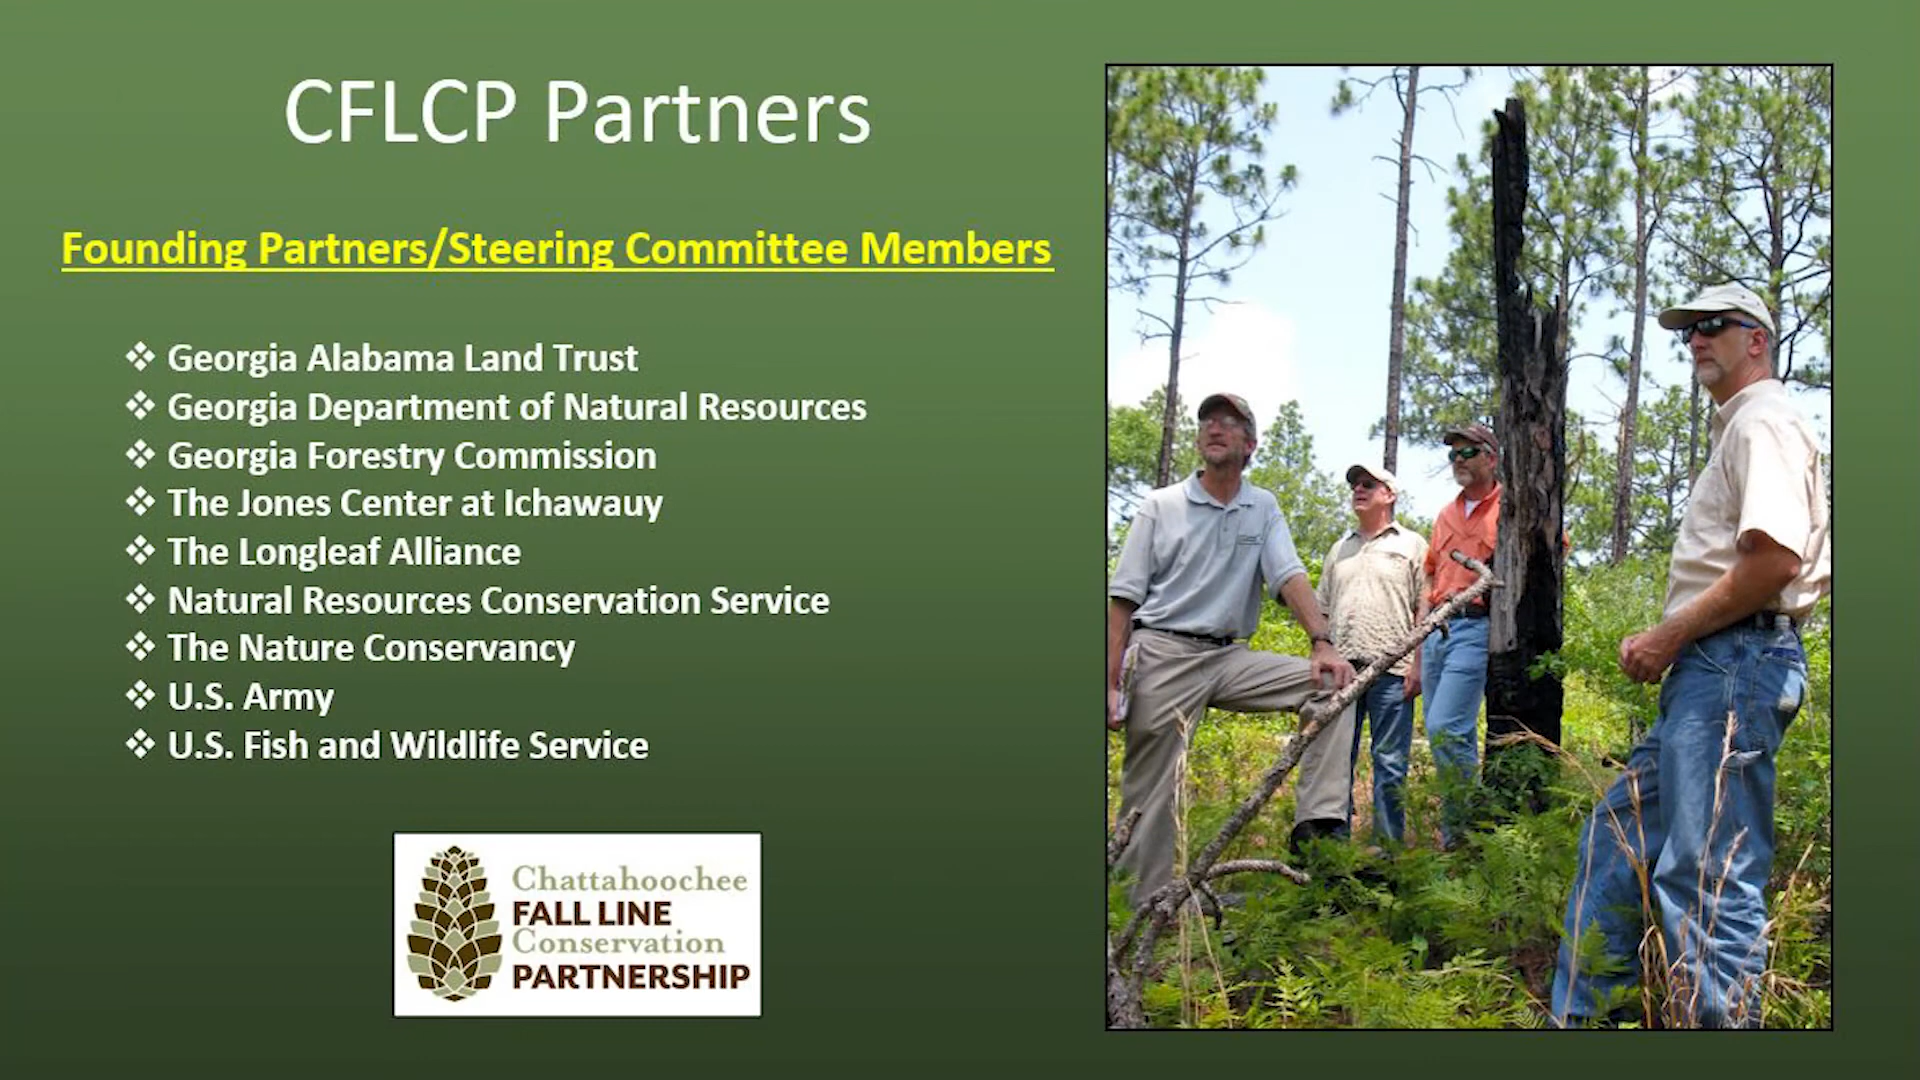 CFLCP Partners
Founding Partners/Steering Committee Members
❖ Georgia Alabama Land Trust
❖ Georgia Department of Natural Resources
❖ Georgia Forestry Commission
❖ The Jones Center at Ichawauy
❖ The Longleaf Alliance
❖ Natural Resources Conservation Service
❖ The Nature Conservancy
❖ U.S. Army
❖ U.S. Fish and Wildlife Service
Chattahoochee
FALL LINE
Conservation
PARTNERSHIP